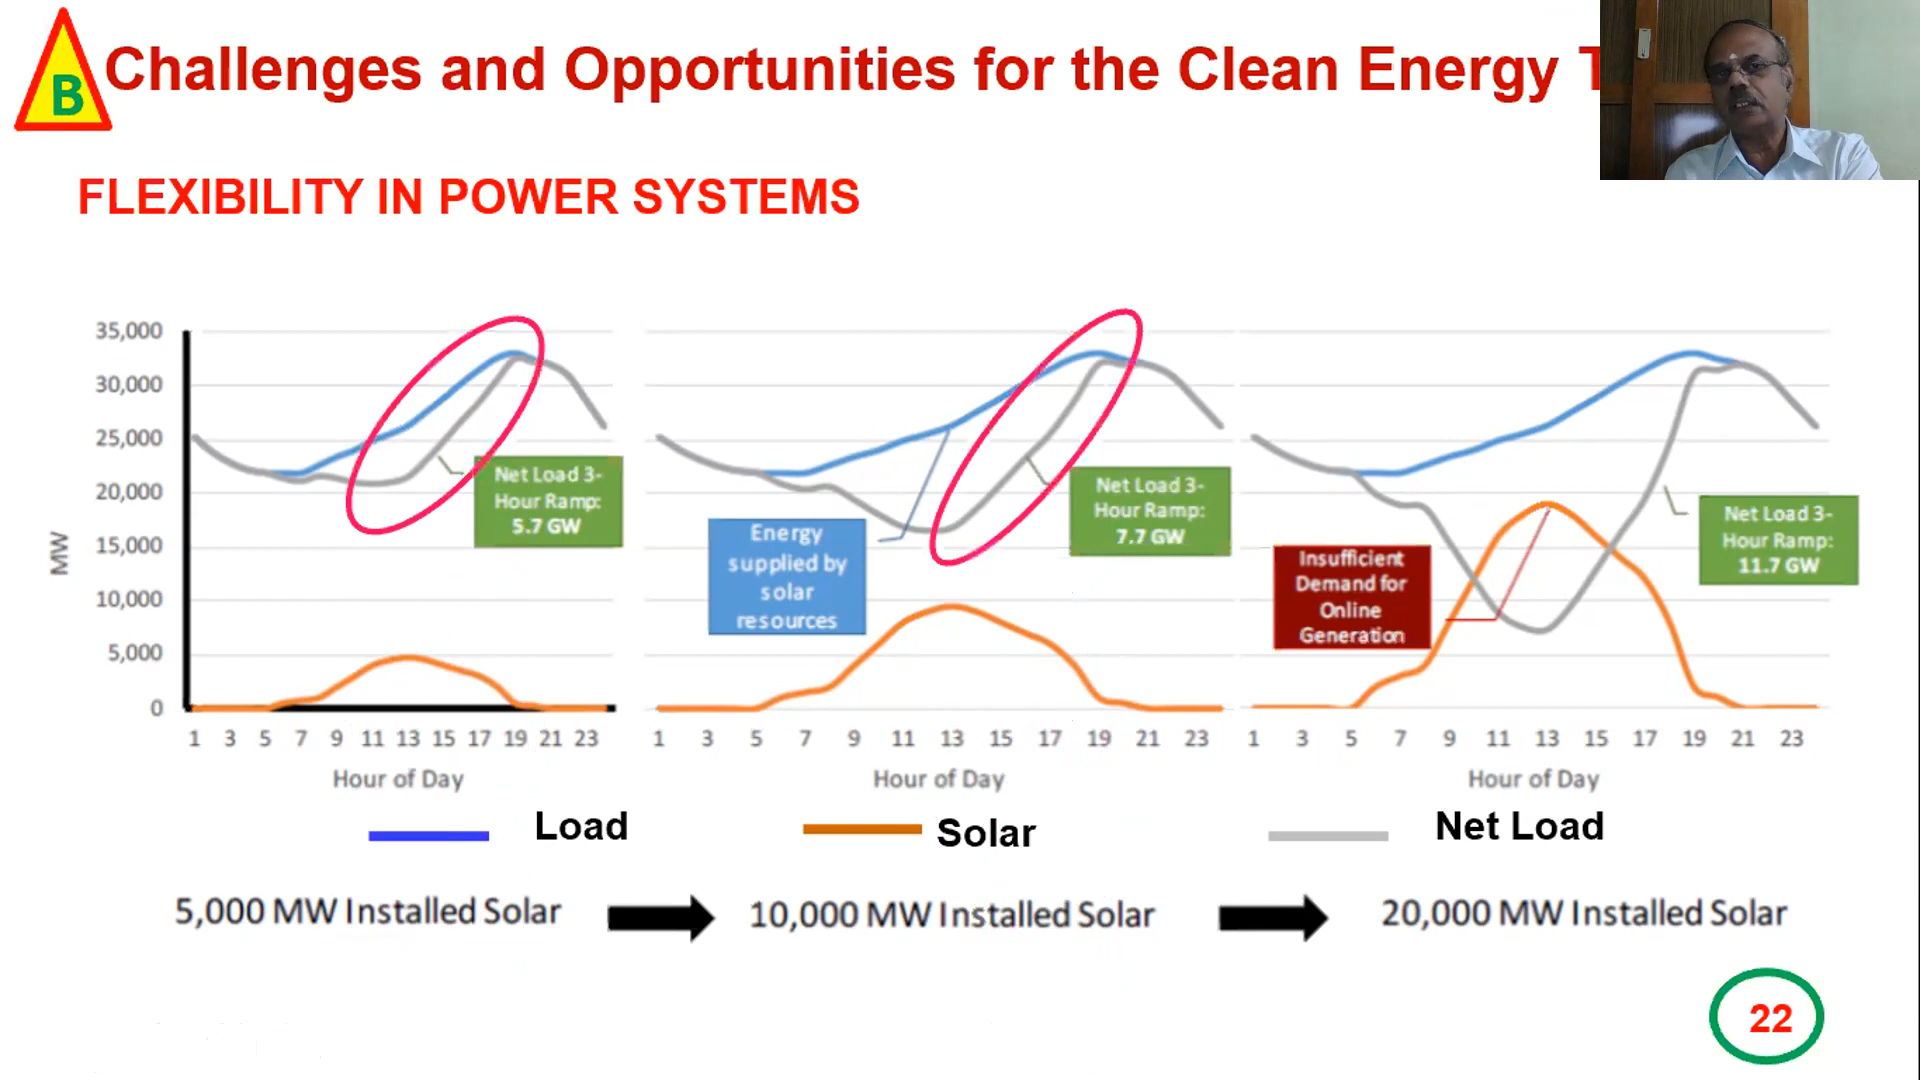 B
Challenges and Opportunities for the Clean Energy T
FLEXIBILITY IN POWER SYSTEMS
MW
35,000
30,000
25,000
20,000
15,000
10,000
5,000
0
Net Load 3-
Hour Ramp:
5.7 GW
1 3 5 7 9 11 13 15 17 19 21 23
Hour of Day
Energy
supplied by
solar
resources
Net Load 3-
Hour Ramp:
7.7 GW
1 3 5 7 9 11 13 15 17 19 21 23
Hour of Day
Insufficient
Demand for
Online
Generation
Net Load 3-
Hour Ramp:
11.7 GW
1 3 5 7 9 11 13 15 17 19 21 23
Hour of Day
Load Solar Net Load
5,000 MW Installed Solar 10,000 MW Installed Solar 20,000 MW Installed Solar
22